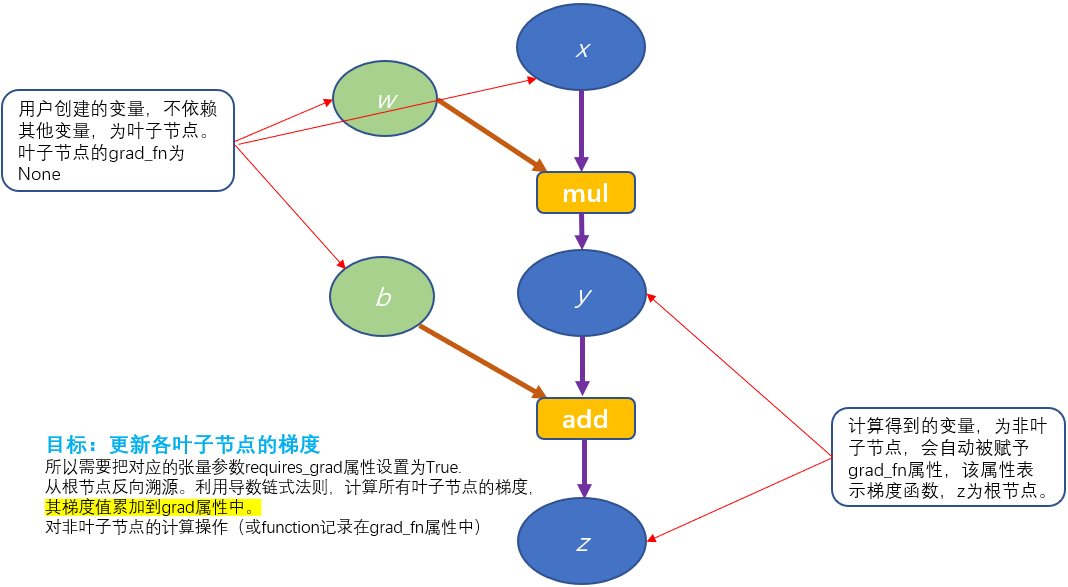 x
w
用户创建的变量，不依赖
其他变量，为叶子节点。
叶子节点的grad_fn为
None
mul
b
y
add
计算得到的变量，为非叶
子节点，会自动被赋予
grad_fn属性，该属性表
示梯度函数，z为根节点。
目标：更新各叶子节点的梯度
所以需要把对应的张量参数requires_grad属性设置为True.
从根节点反向溯源。利用导数链式法则，计算所有叶子节点的梯度，
其梯度值累加到grad属性中。
对非叶子节点的计算操作（或function记录在grad_fn属性中）
z